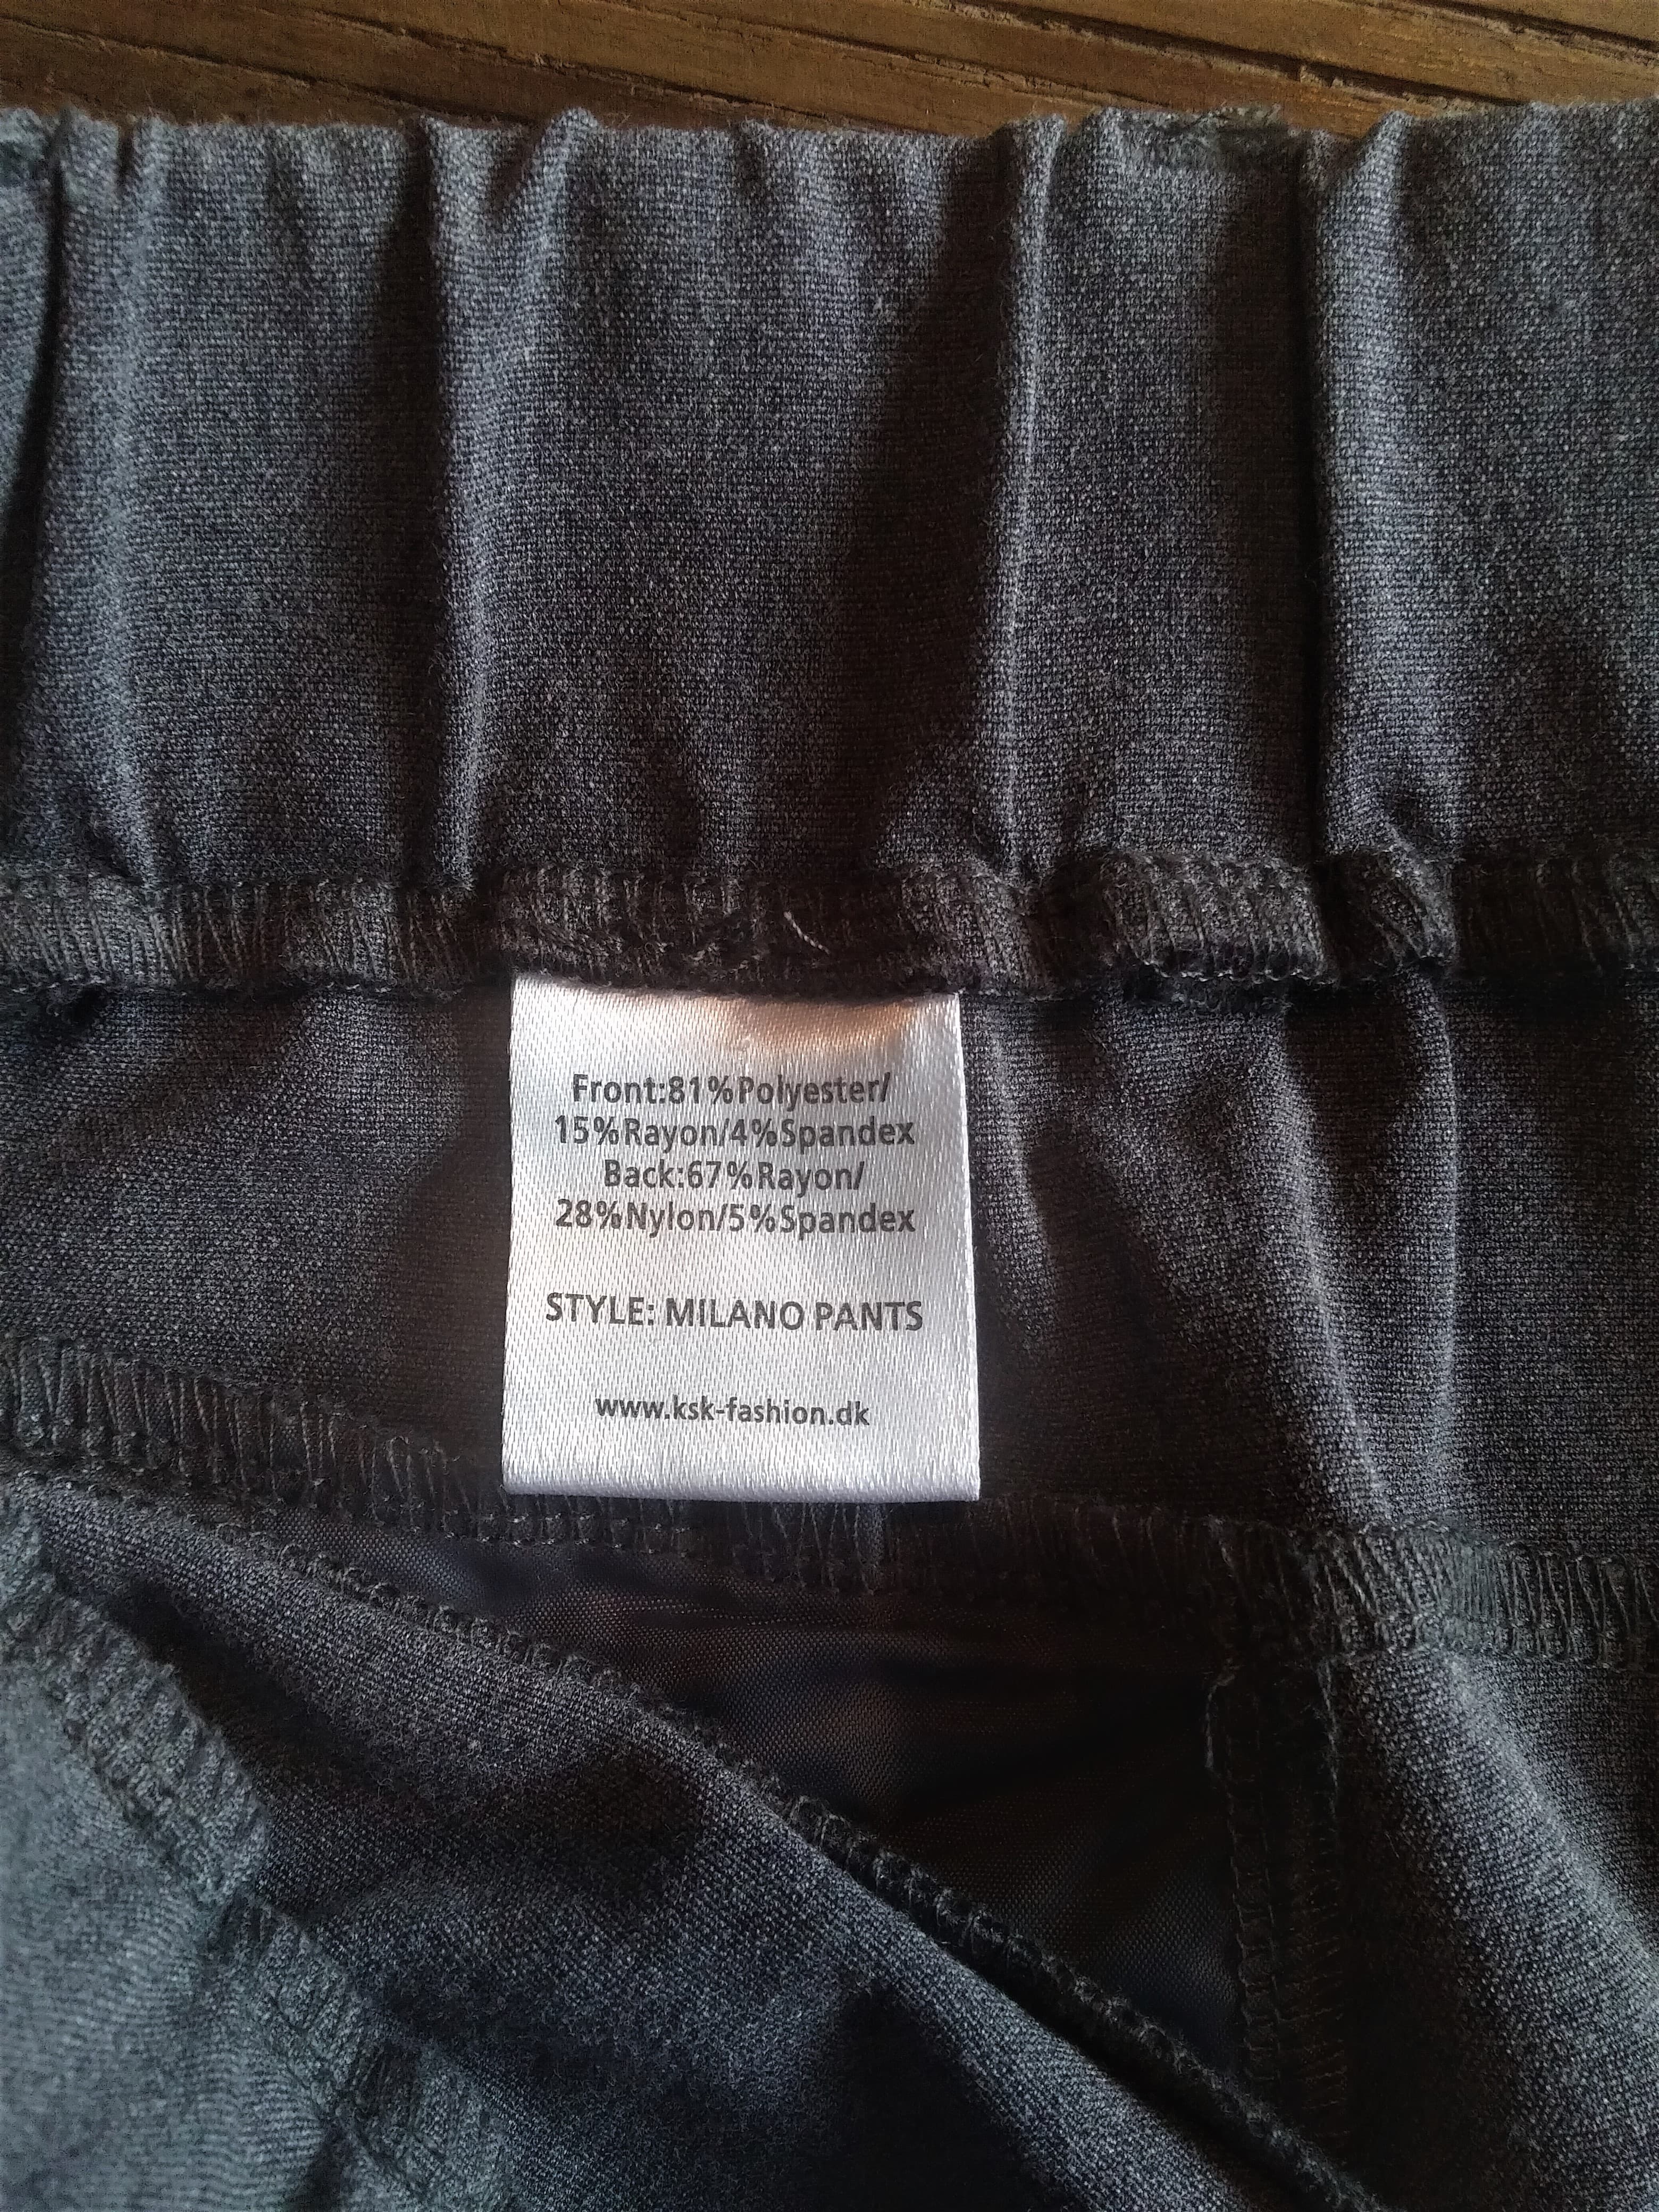 Front:81%Polyester/
15%Rayon/4%Spandex
Back:67%Rayon/
28%Nylon/5%Spandex
STYLE: MILANO PANTS
www.ksk-fashion.dk